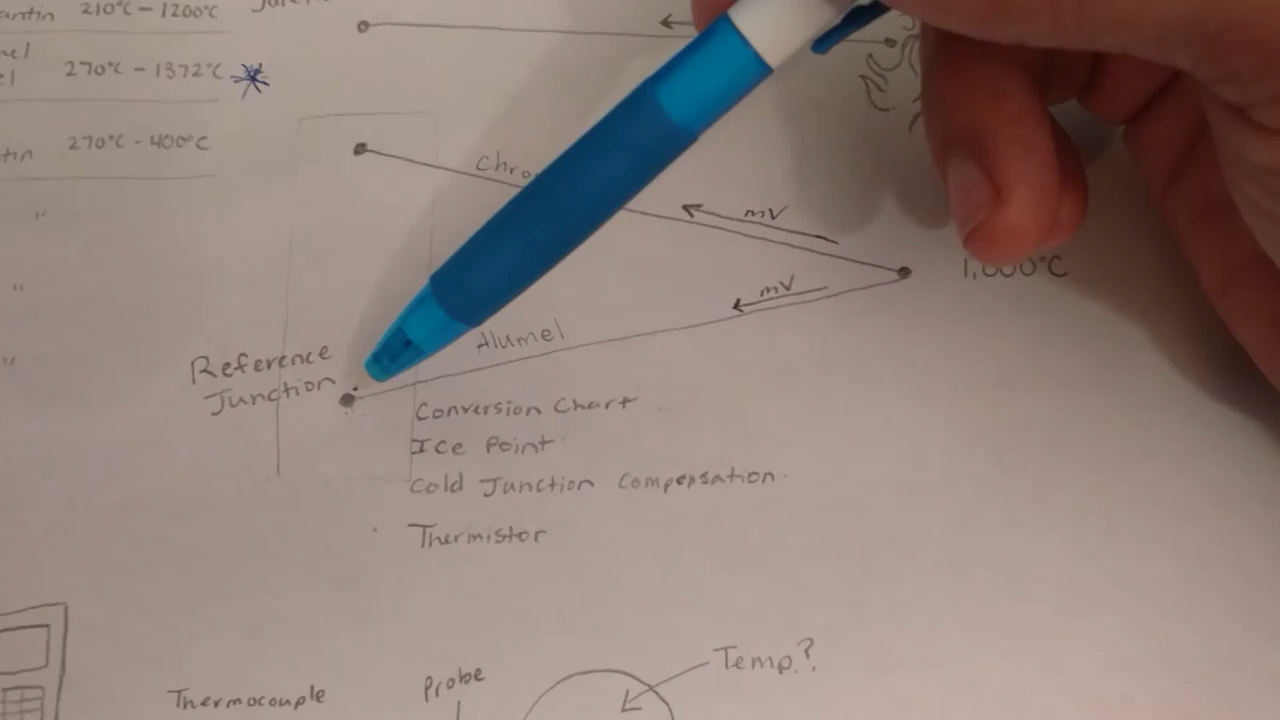 210°C - 1200°C
270°C - 1372°C
270°C - 400°C
Chro
mV
mV
1,000°C
Alumel
Reference
Junction
Conversion Chart
Ice Point
Cold Junction Compensation
Thermistor
Temp.?
Probe
Thermocouple